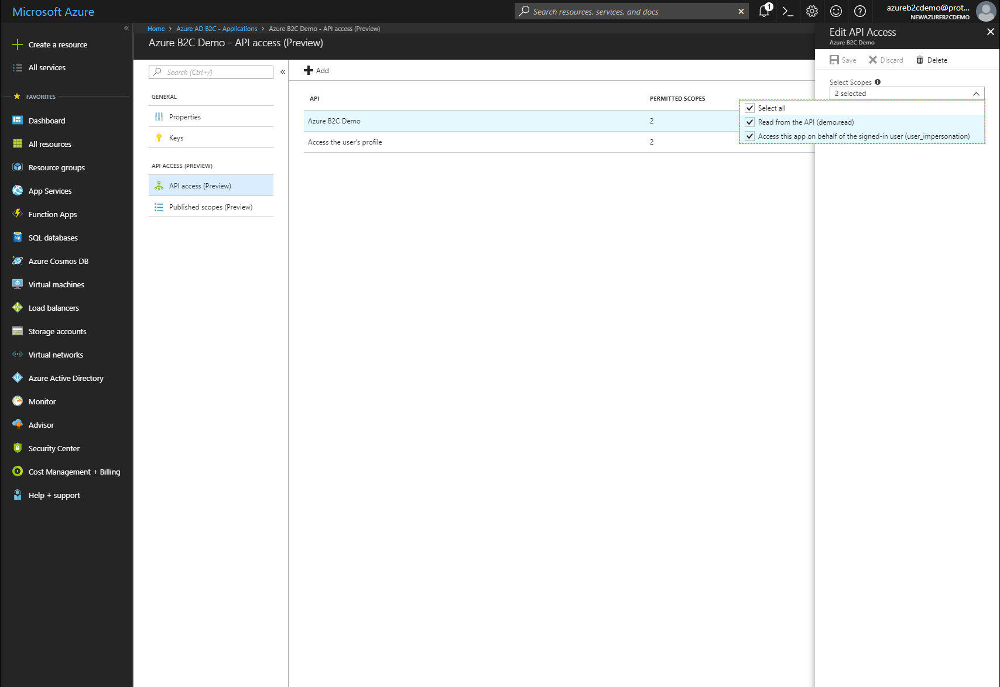 Microsoft Azure
Search resources, services, and docs
1
azureb2cdemo@prot...
NEWAZUREB2CDEMO
Home > Azure AD B2C - Applications > Azure B2C Demo - API access (Preview)
Azure B2C Demo - API access (Preview)
Create a resource
All services
FAVORITES
Dashboard
All resources
Resource groups
App Services
Function Apps
SQL databases
Azure Cosmos DB
Virtual machines
Load balancers
Storage accounts
Virtual networks
Azure Active Directory
Monitor
Advisor
Security Center
Cost Management + Billing
Help + support
Search (Ctrl+/)
GENERAL
Properties
Keys
API ACCESS (PREVIEW)
API access (Preview)
Published scopes (Preview)
Add
API PERMITTED SCOPES
Azure B2C Demo 2
Access the user's profile 2
Edit API Access
Azure B2C Demo
Save Discard Delete
Select Scopes
2 selected
Select all
Read from the API (demo.read)
Access this app on behalf of the signed-in user (user_impersonation)